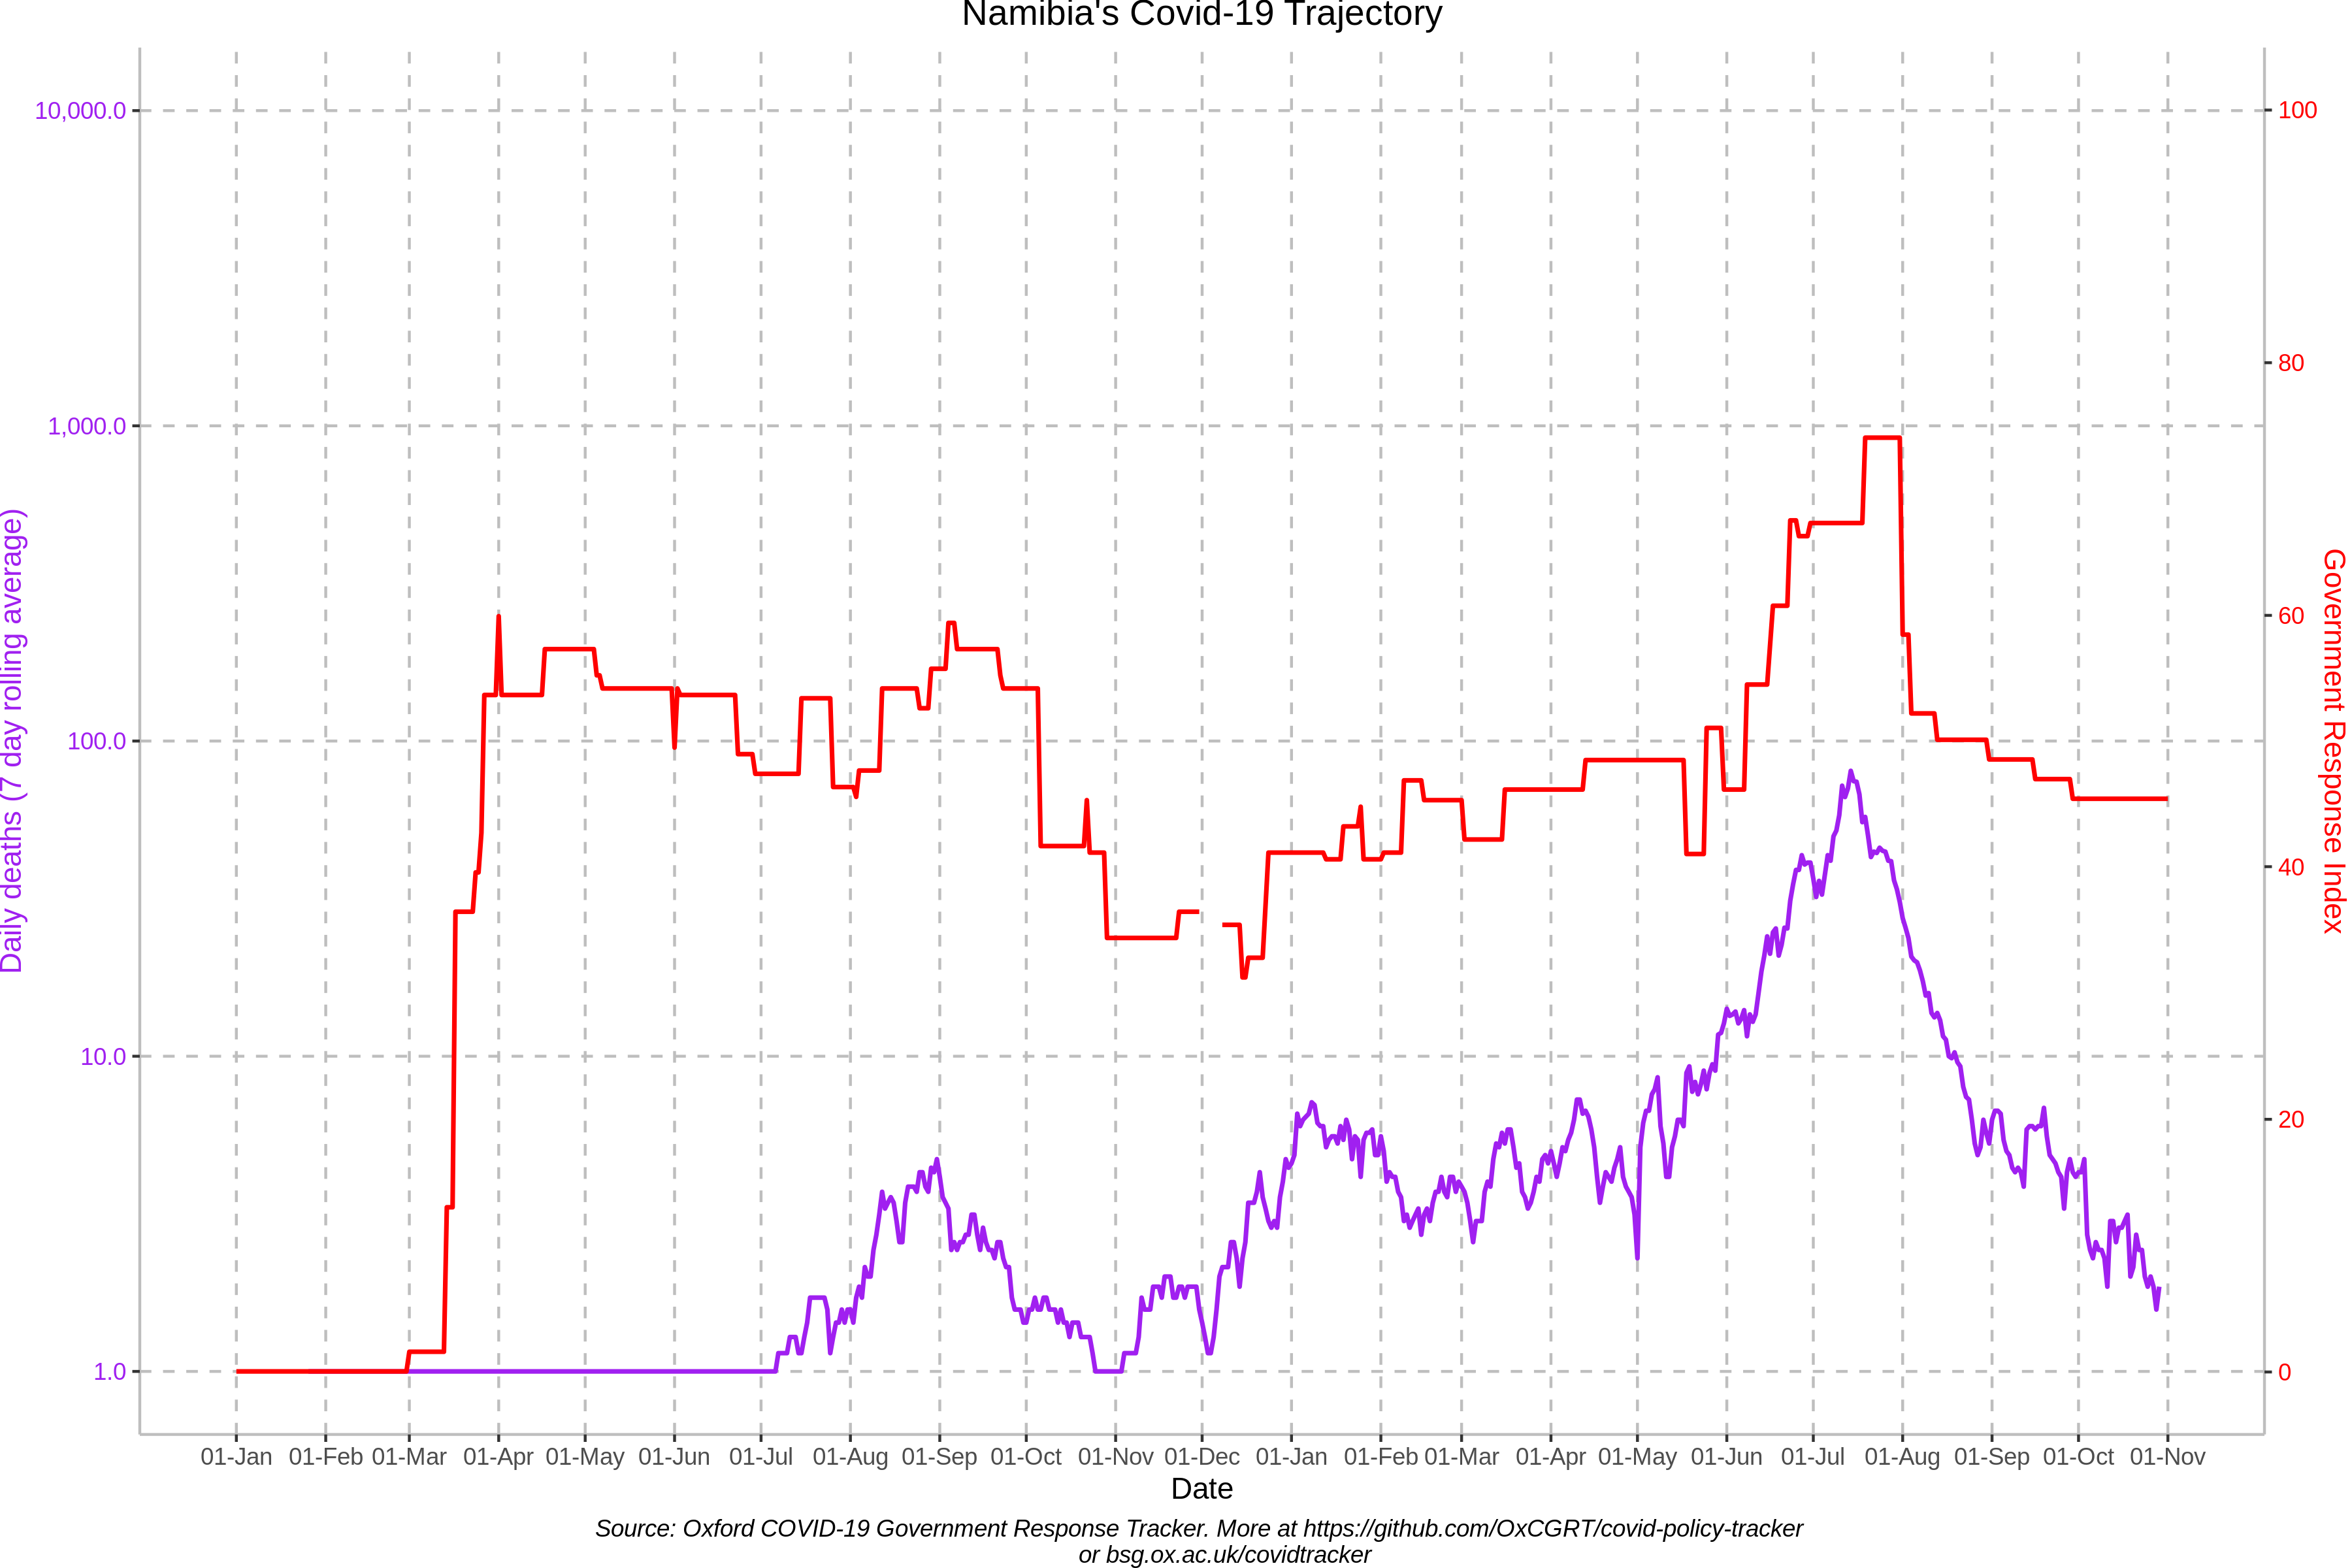 Namibia's Covid-19 Trajectory
10,000.0
1,000.0
100.0
10.0
1.0
Daily deaths (7 day rolling average)
100
80
60
40
20
0
Government Response Index
01-Jan 01-Feb 01-Mar 01-Apr 01-May 01-Jun 01-Jul 01-Aug 01-Sep 01-Oct 01-Nov 01-Dec 01-Jan 01-Feb 01-Mar 01-Apr 01-May 01-Jun 01-Jul 01-Aug 01-Sep 01-Oct 01-Nov
Date
Source: Oxford COVID-19 Government Response Tracker. More at https://github.com/OxCGRT/covid-policy-tracker
or bsg.ox.ac.uk/covidtracker